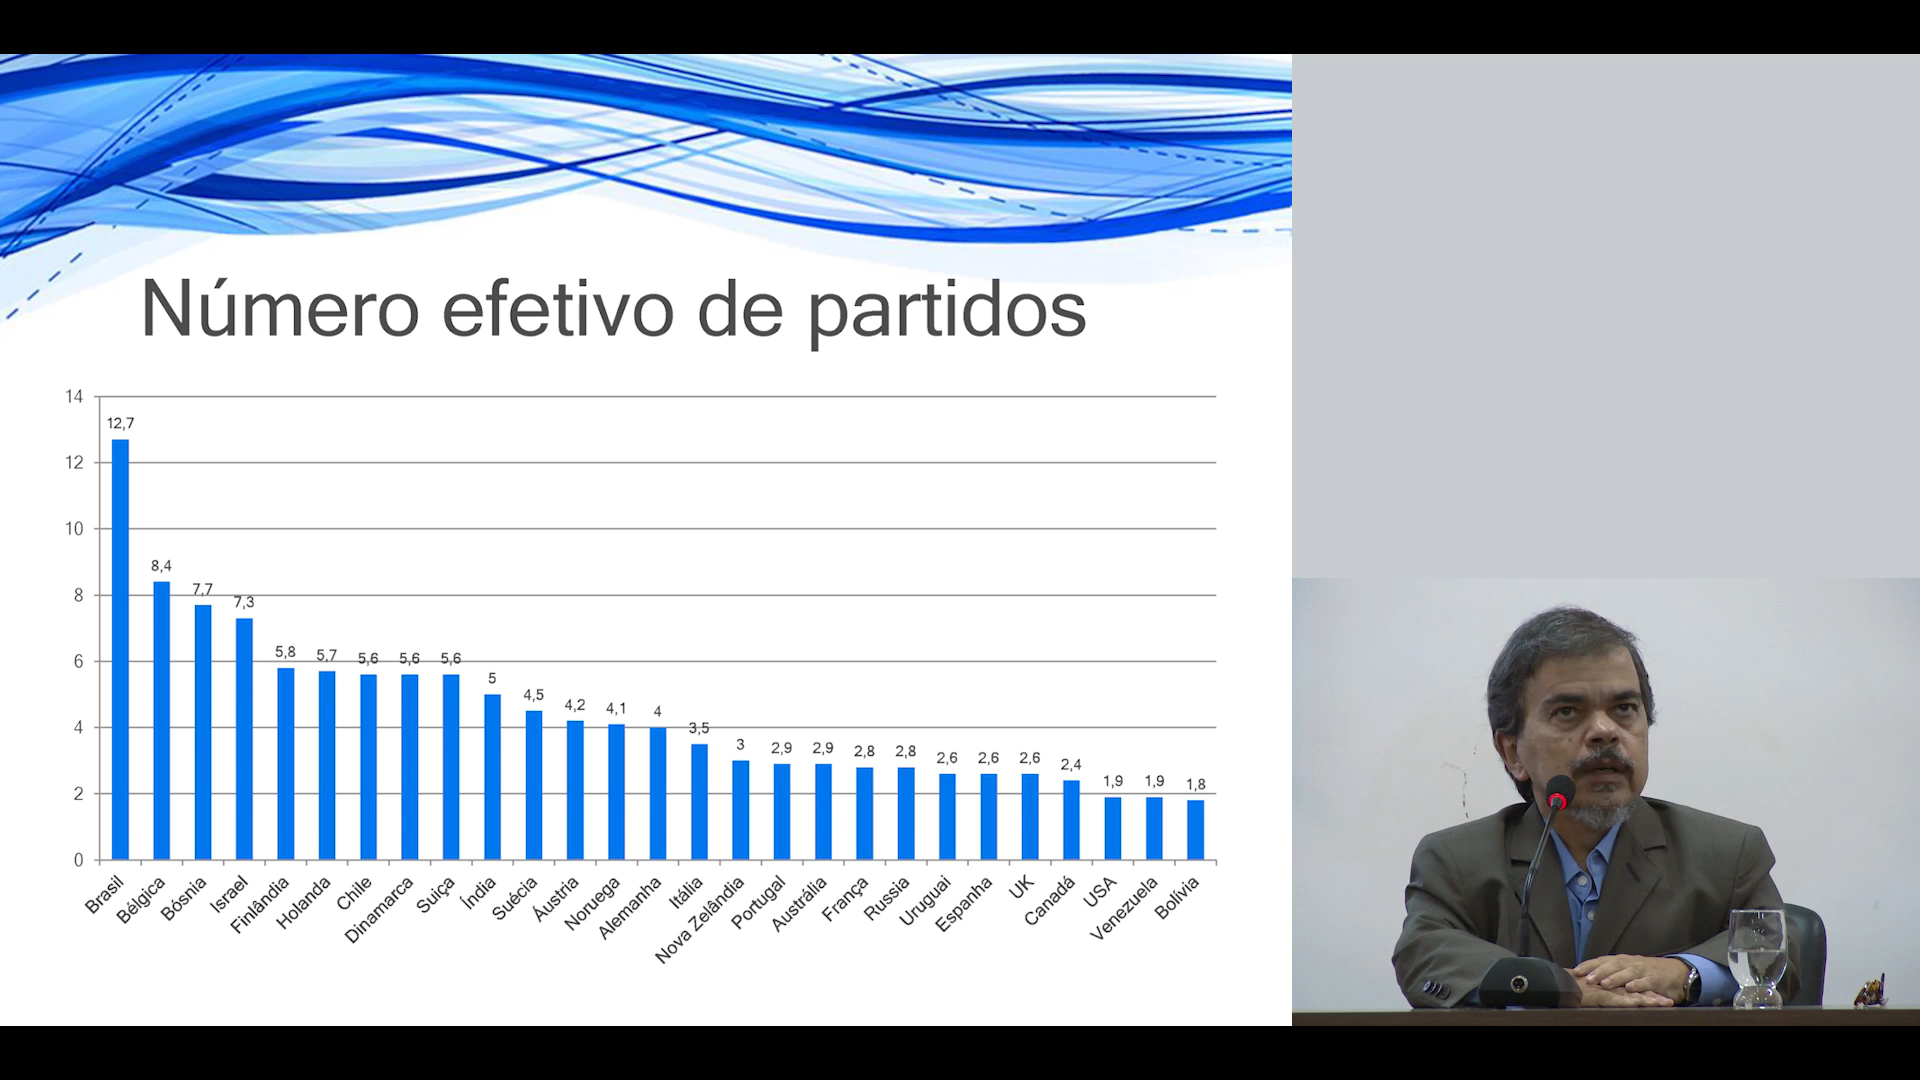 Número efetivo de partidos
14
12
10
8
6
4
2
0
12,7
8,4
7,7
7,3
5,8
5,7
5,6
5,6
5,6
5
4,5
4,2
4,1
4
3,5
3
2,9
2,9
2,8
2,8
2,6
2,6
2,6
2,4
1,9
1,9
1,8
Brasil
Bélgica
Bósnia
Israel
Finlândia
Holanda
Chile
Dinamarca
Suiça
Índia
Suécia
Áustria
Noruega
Alemanha
Itália
Nova Zelândia
Portugal
Austrália
França
Russia
Uruguai
Espanha
UK
Canadá
USA
Venezuela
Bolívia